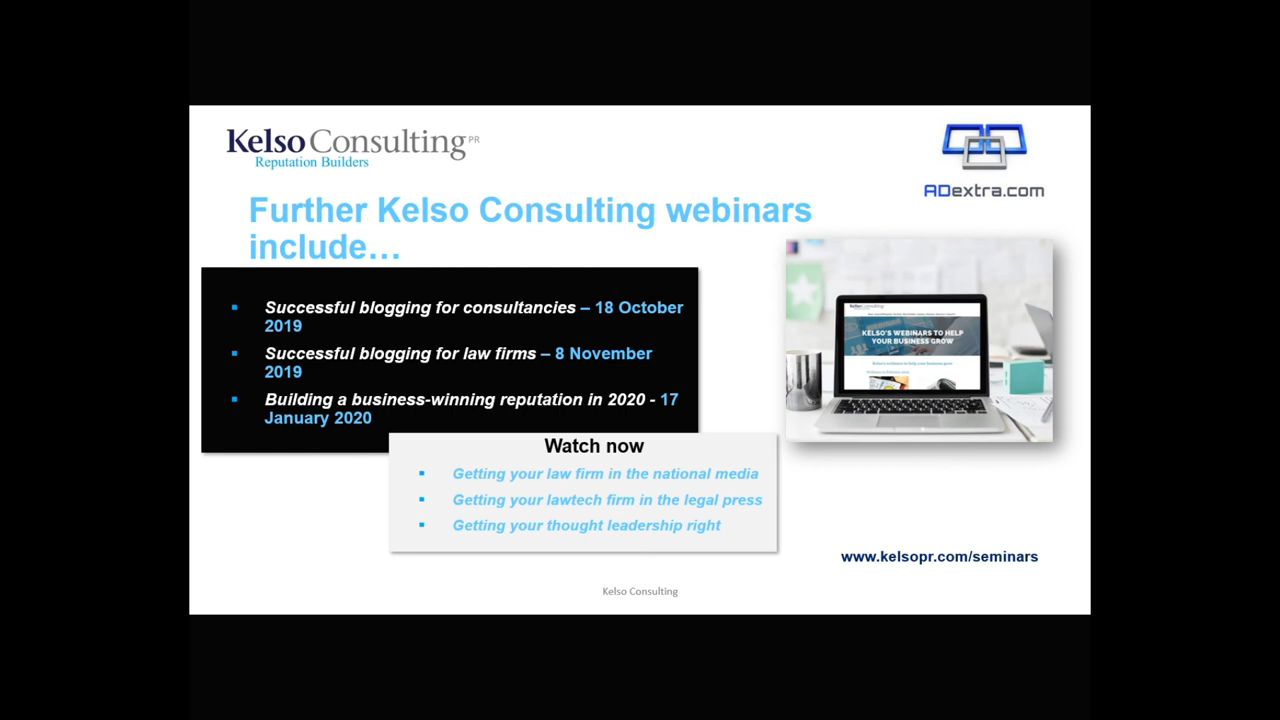 Kelso Consulting PR
Reputation Builders
ADextra.com
Further Kelso Consulting webinars
include…
Successful blogging for consultancies – 18 October
2019
Successful blogging for law firms – 8 November
2019
Building a business-winning reputation in 2020 - 17
January 2020
KELSO'S WEBINARS TO HELP
YOUR BUSINESS GROW
Watch now
Getting your law firm in the national media
Getting your lawtech firm in the legal press
Getting your thought leadership right
www.kelsopr.com/seminars
Kelso Consulting